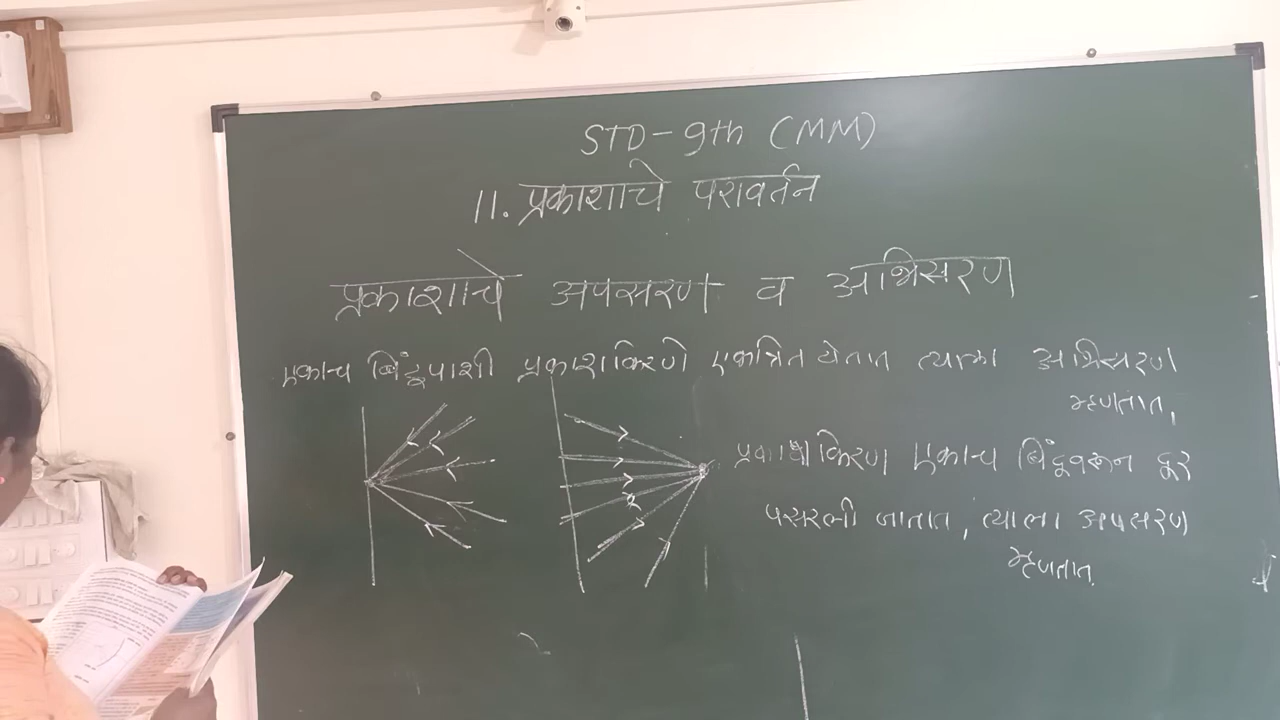 STD-9th (MM)
11. प्रकाशाचे परावर्तन
प्रकाशाचे अपसरण व अभिसरण
एकाच बिंदूपाशी प्रकाशकिरणे एकत्रित येतात त्याला अभिसरण
म्हणतात,
प्रकाशकिरण एकाच बिंदूवरून दूर
पसरली जातात, त्याला अपसरण
म्हणतात.